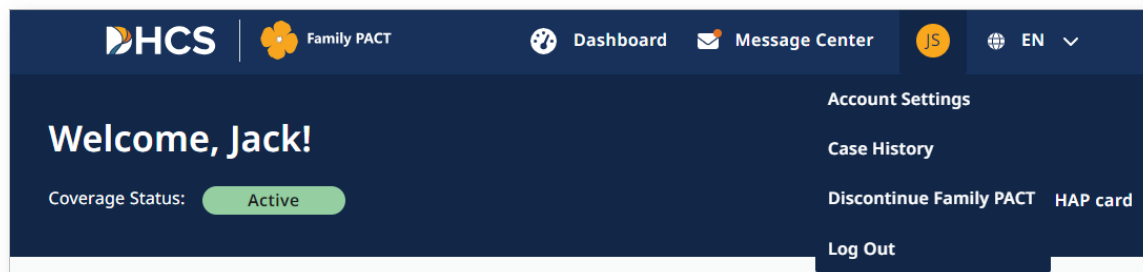 DHCS Family PACT Dashboard Message Center JS EN
Account Settings
Welcome, Jack!
Case History
Coverage Status: Active
Discontinue Family PACT HAP card
Log Out